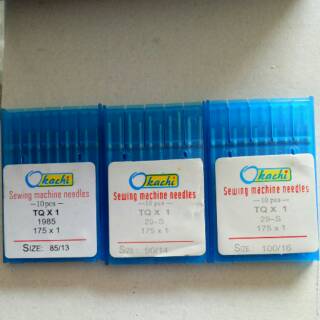 Okachi
Sewing machine needles
10 pcs
TQ X 1
1985
175 x 1
SIZE: 85/13
Okachi
Sewing machine needles
10 pcs
TQ X 1
29-S
175 x 1
SIZE: 90/14
Okachi
Sewing machine needles
10 pcs
TQ X 1
29-S
175 x 1
SIZE: 100/16